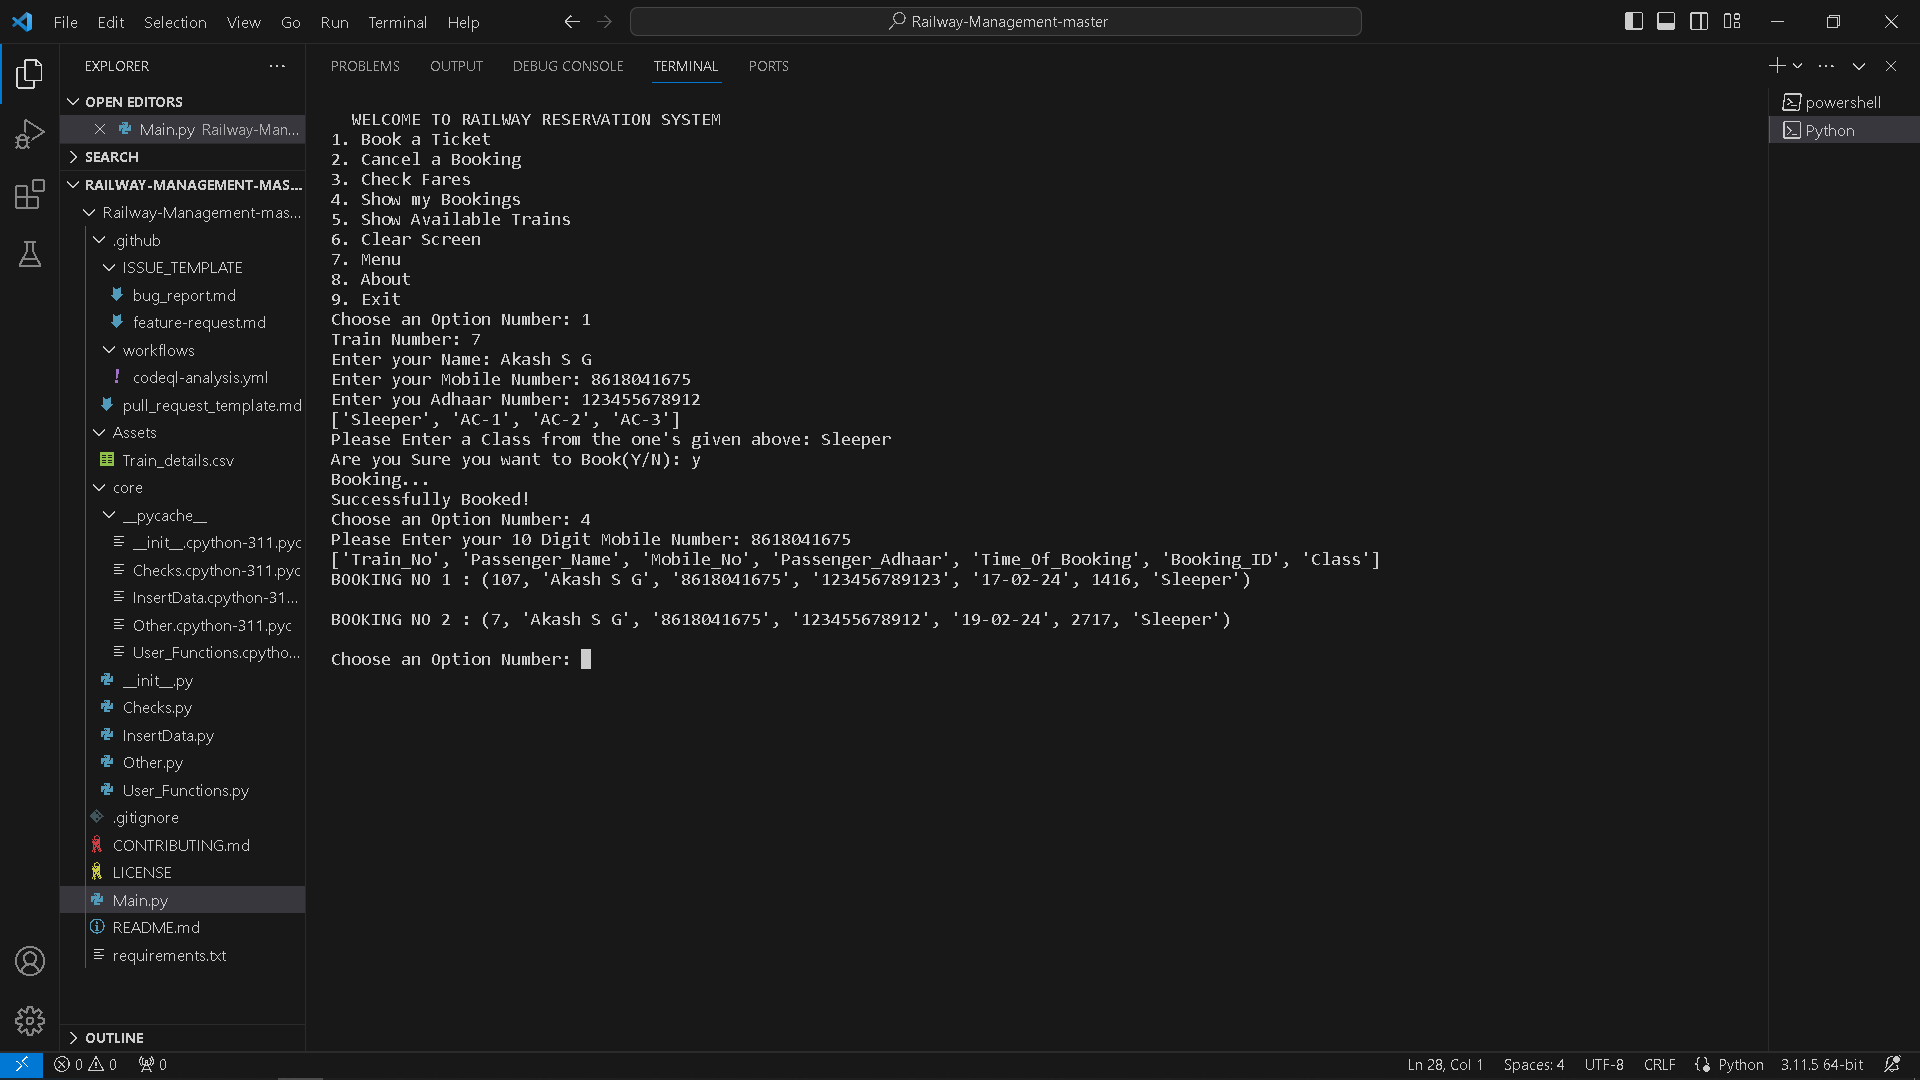 File Edit Selection View Go Run Terminal Help
Railway-Management-master
EXPLORER
OPEN EDITORS
Main.py Railway-Man...
SEARCH
RAILWAY-MANAGEMENT-MAS...
Railway-Management-mas...
.github
ISSUE_TEMPLATE
bug_report.md
feature-request.md
workflows
codeql-analysis.yml
pull_request_template.md
Assets
Train_details.csv
core
__pycache__
__init__.cpython-311.pyc
Checks.cpython-311.pyc
InsertData.cpython-31...
Other.cpython-311.pyc
User_Functions.cpytho...
__init__.py
Checks.py
InsertData.py
Other.py
User_Functions.py
.gitignore
CONTRIBUTING.md
LICENSE
Main.py
README.md
requirements.txt
OUTLINE
PROBLEMS OUTPUT DEBUG CONSOLE TERMINAL PORTS
WELCOME TO RAILWAY RESERVATION SYSTEM
1. Book a Ticket
2. Cancel a Booking
3. Check Fares
4. Show my Bookings
5. Show Available Trains
6. Clear Screen
7. Menu
8. About
9. Exit
Choose an Option Number: 1
Train Number: 7
Enter your Name: Akash S G
Enter your Mobile Number: 8618041675
Enter you Adhaar Number: 123455678912
['Sleeper', 'AC-1', 'AC-2', 'AC-3']
Please Enter a Class from the one's given above: Sleeper
Are you Sure you want to Book(Y/N): y
Booking...
Successfully Booked!
Choose an Option Number: 4
Please Enter your 10 Digit Mobile Number: 8618041675
['Train_No', 'Passenger_Name', 'Mobile_No', 'Passenger_Adhaar', 'Time_Of_Booking', 'Booking_ID', 'Class']
BOOKING NO 1 : (107, 'Akash S G', '8618041675', '123456789123', '17-02-24', 1416, 'Sleeper')
BOOKING NO 2 : (7, 'Akash S G', '8618041675', '123455678912', '19-02-24', 2717, 'Sleeper')
Choose an Option Number:
powershell
Python
0 0 0
Ln 28, Col 1 Spaces: 4 UTF-8 CRLF Python 3.11.5 64-bit